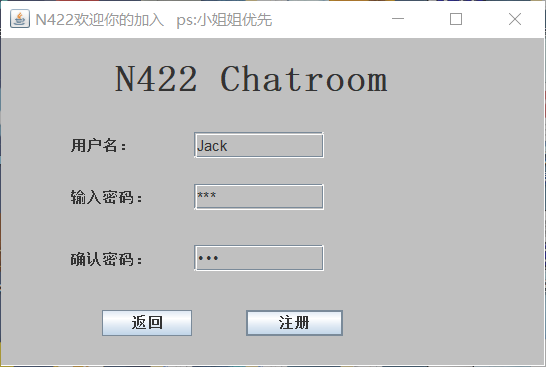 N422欢迎你的加入 ps:小姐姐优先
N422 Chatroom
用户名： Jack
输入密码： ***
确认密码： •••
返回 注册